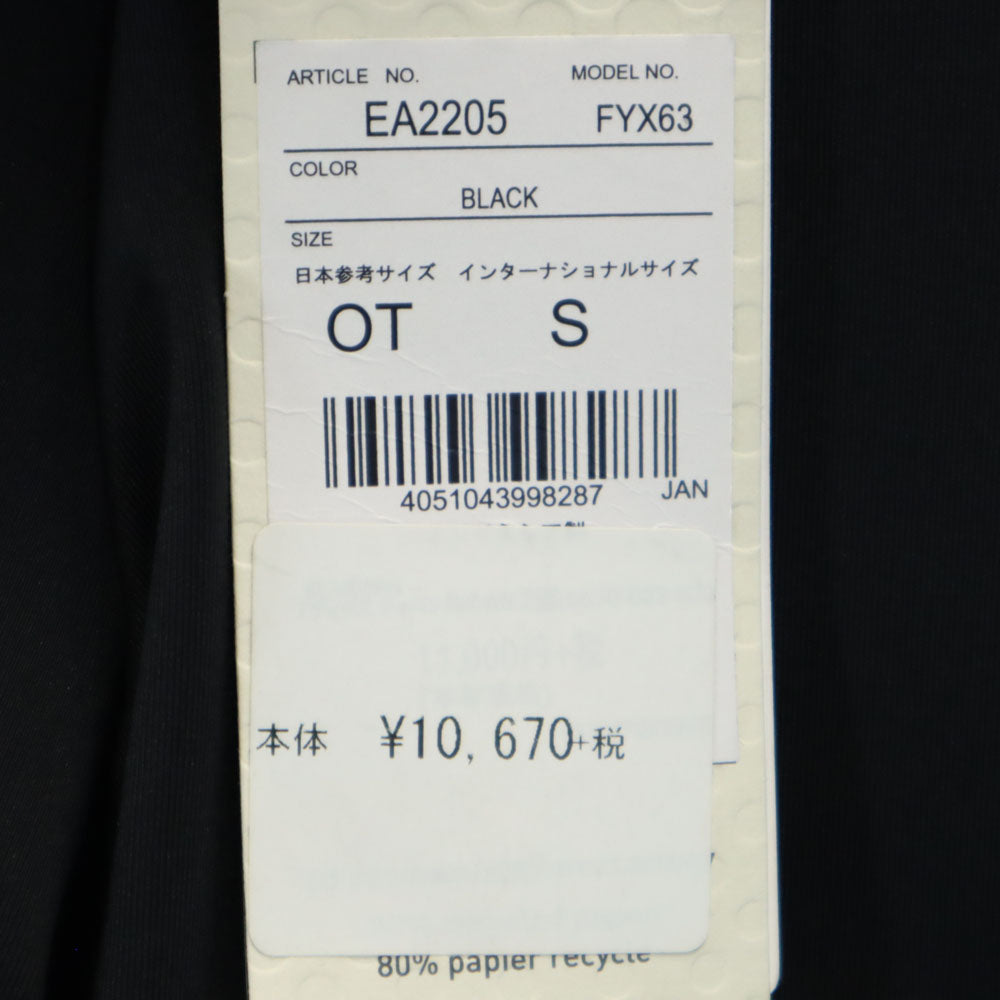 ARTICLE NO. MODEL NO.
EA2205 FYX63
COLOR
BLACK
SIZE
日本参考サイズ インターナショナルサイズ
OT S
4051043998287 JAN
本体 ¥10,670+税
80% papier recyclé